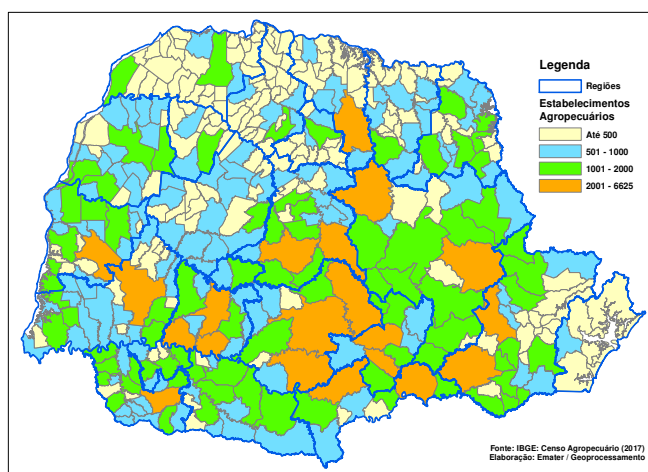 Legenda
Regiões
Estabelecimentos
Agropecuários
Até 500
501 - 1000
1001 - 2000
2001 - 6625
Fonte: IBGE: Censo Agropecuário (2017)
Elaboração: Emater / Geoprocessamento